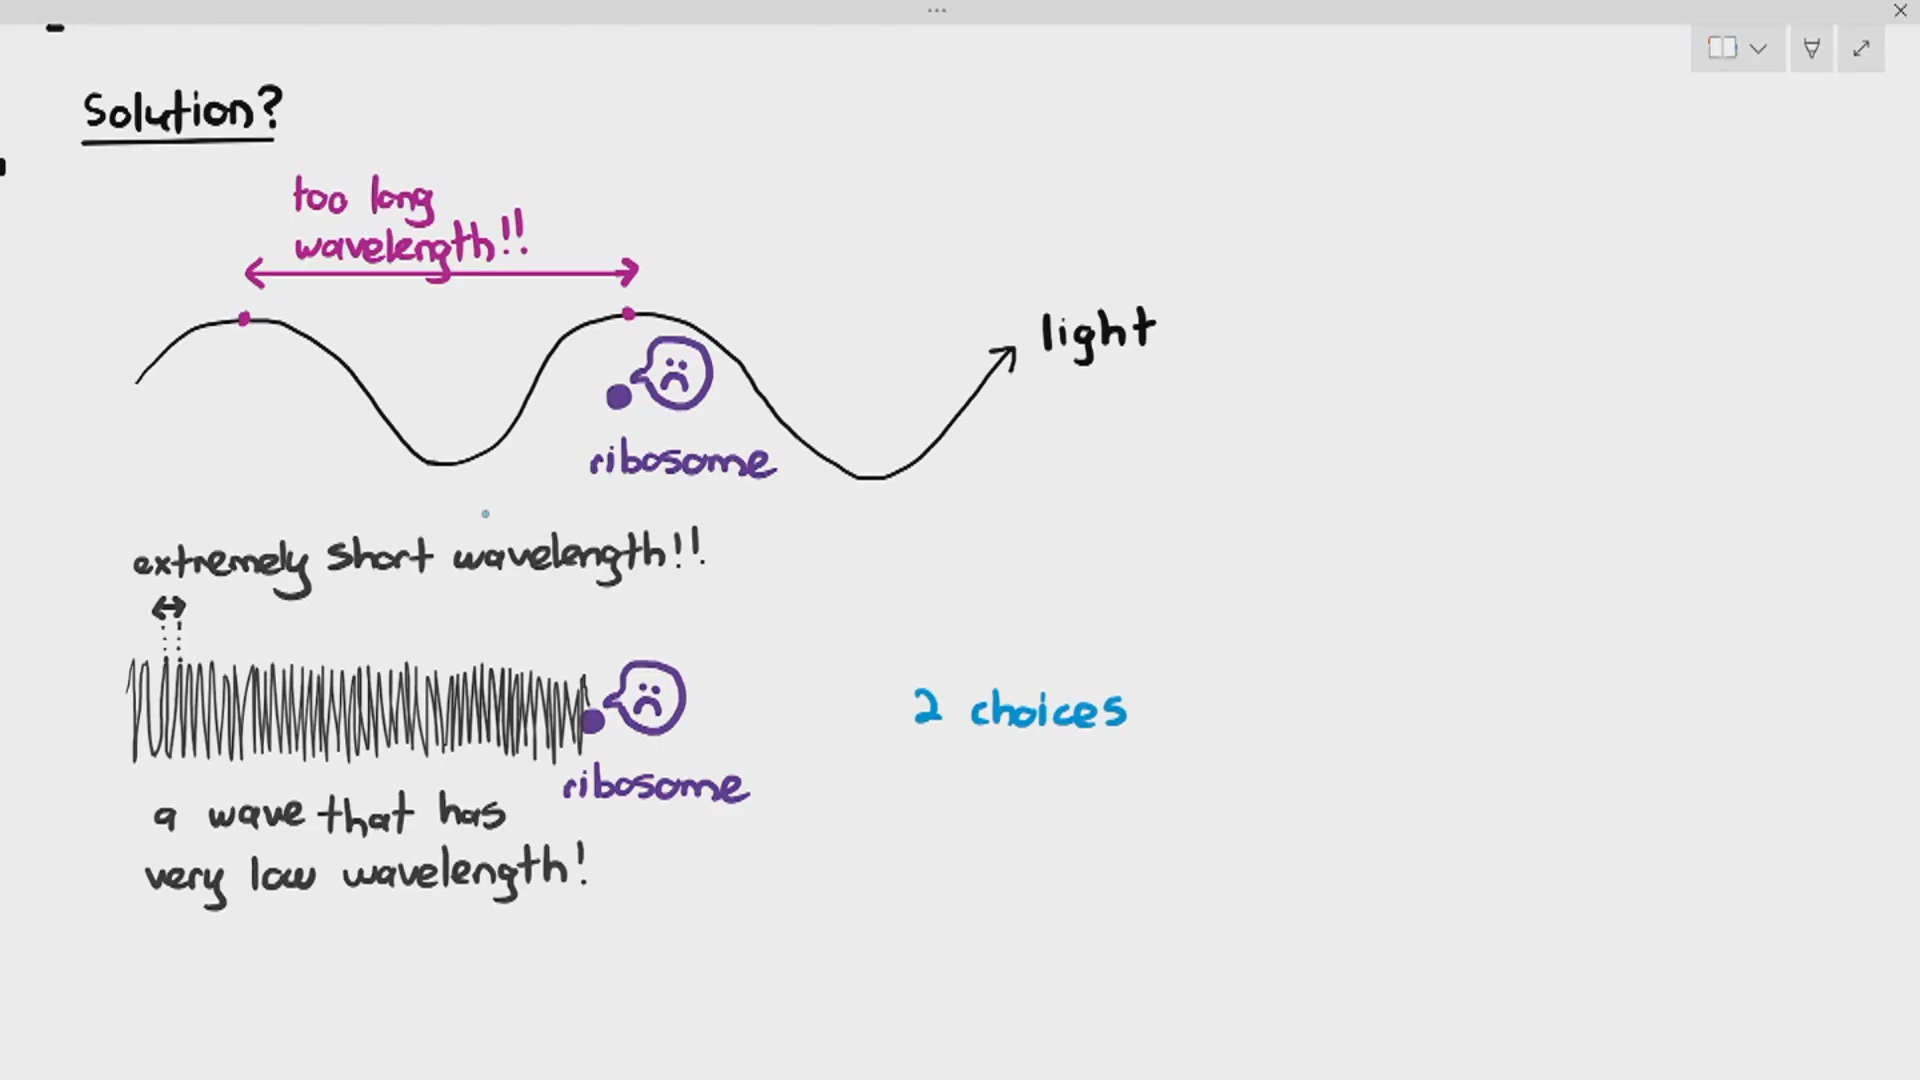 Solution?
too long
wavelength!!
light
ribosome
extremely short wavelength!!
2 choices
ribosome
a wave that has
very low wavelength!